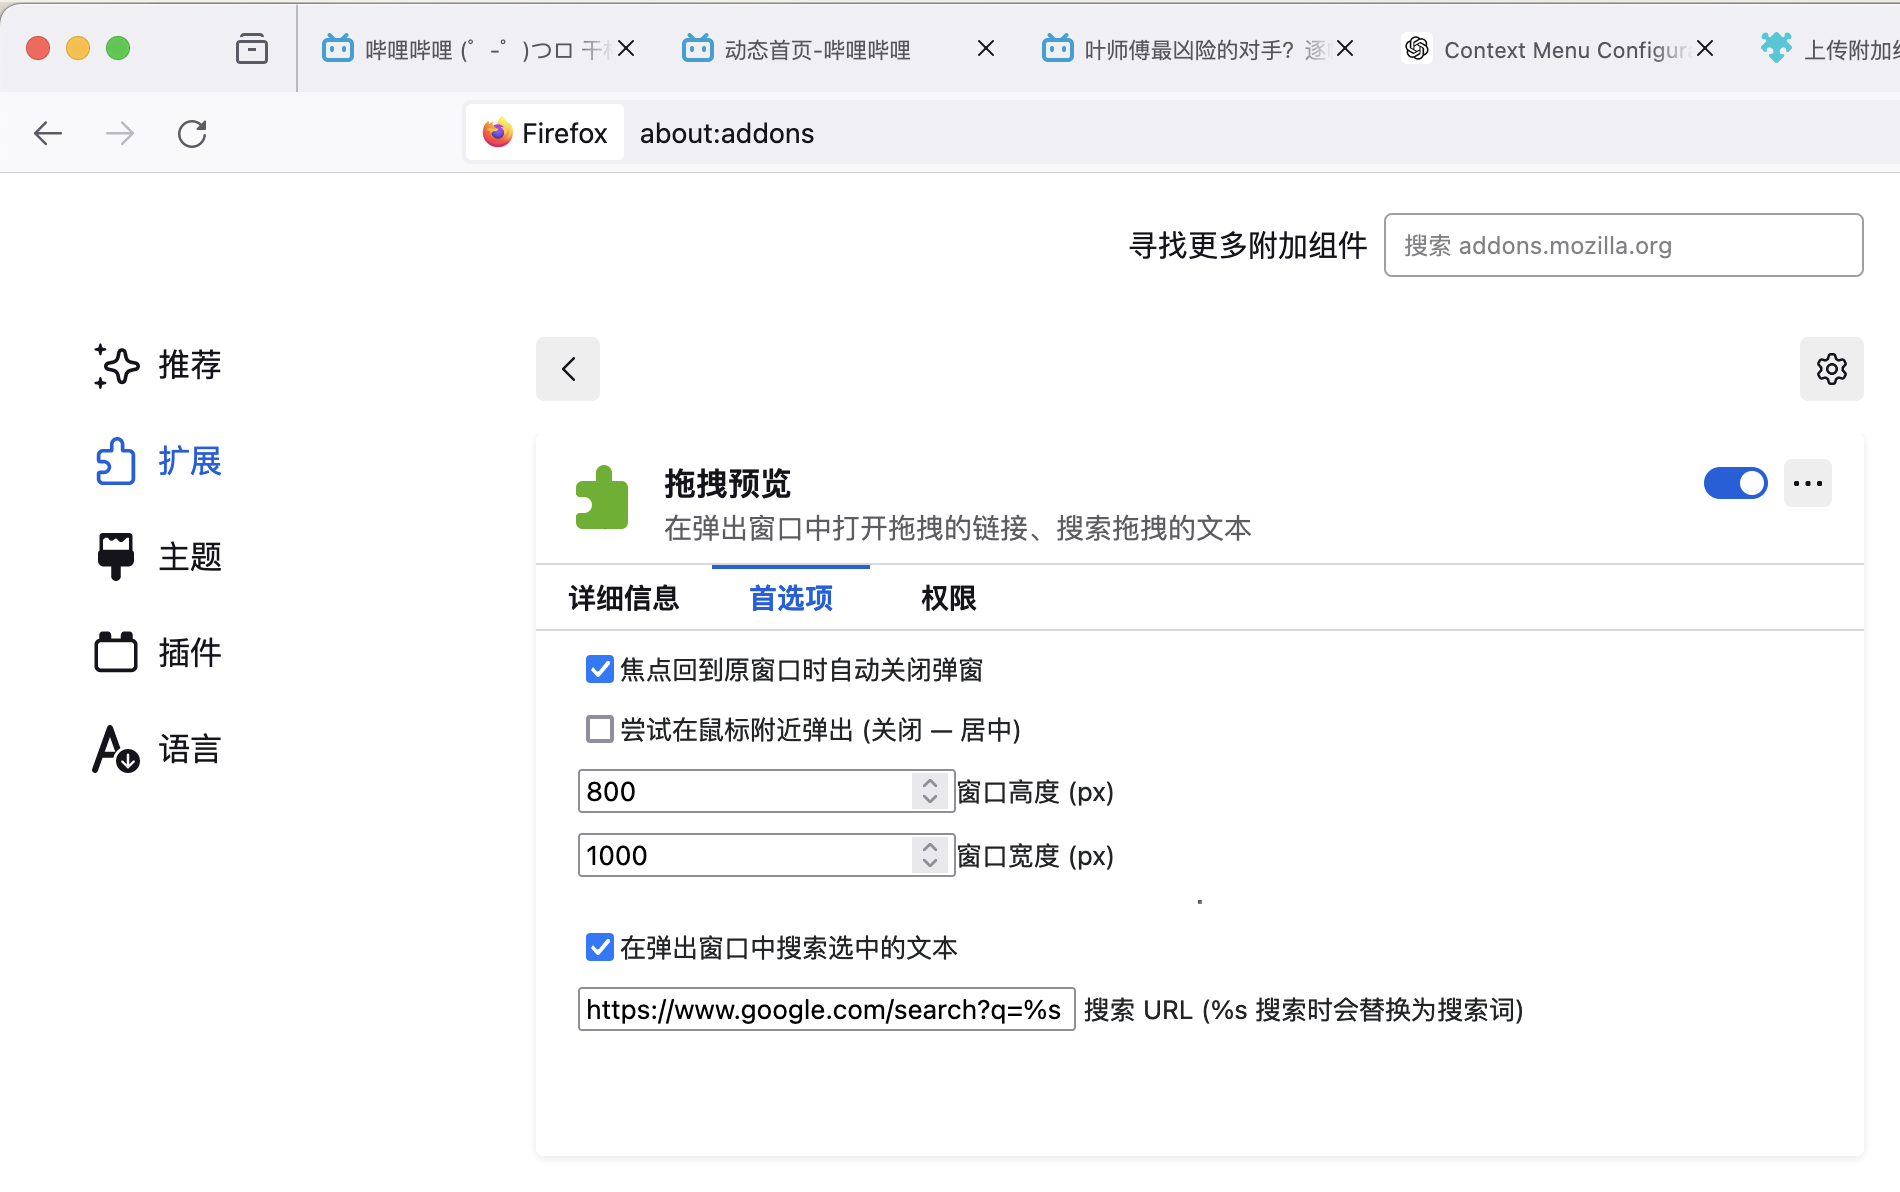 哔哩哔哩 (゜-゜)つロ 干
动态首页-哔哩哔哩
叶师傅最凶险的对手？逐
Context Menu Configur
上传附加
Firefox
about:addons
寻找更多附加组件
搜索 addons.mozilla.org
推荐
扩展
主题
插件
语言
拖拽预览
在弹出窗口中打开拖拽的链接、搜索拖拽的文本
详细信息
首选项
权限
焦点回到原窗口时自动关闭弹窗
尝试在鼠标附近弹出 (关闭 — 居中)
800
窗口高度 (px)
1000
窗口宽度 (px)
在弹出窗口中搜索选中的文本
https://www.google.com/search?q=%s
搜索 URL (%s 搜索时会替换为搜索词)